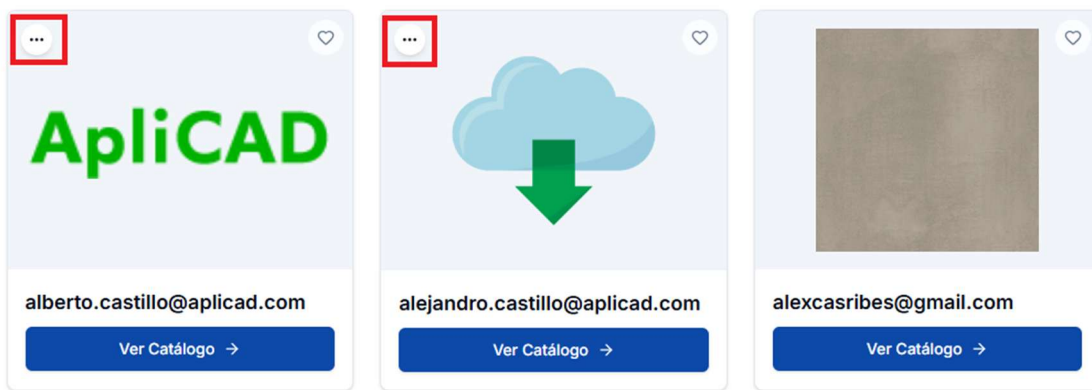 ...
...
ApliCAD
alberto.castillo@aplicad.com
alejandro.castillo@aplicad.com
alexcasribes@gmail.com
Ver Catálogo →
Ver Catálogo →
Ver Catálogo →